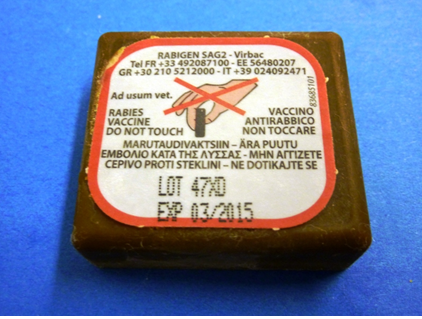 RABIGEN SAG2 - Virbac
Tel FR +33 492087100 - EE 56480207
GR +30 210 5212000 - IT +39 024092471
Ad usum vet.
83685101
RABIES
VACCINE
DO NOT TOUCH
VACCINO
ANTIRABBICO
NON TOCCARE
MARUTAUDIVAKTSIIN – ÄRA PUUTU
ΕΜΒΟΛΙΟ ΚΑΤΑ ΤΗΣ ΛΥΣΣΑΣ - ΜΗΝ ΑΓΓΙΖΕΤΕ
CEPIVO PROTI STEKLINI – NE DOTIKAJTE SE
LOT 47XD
EXP 03/2015